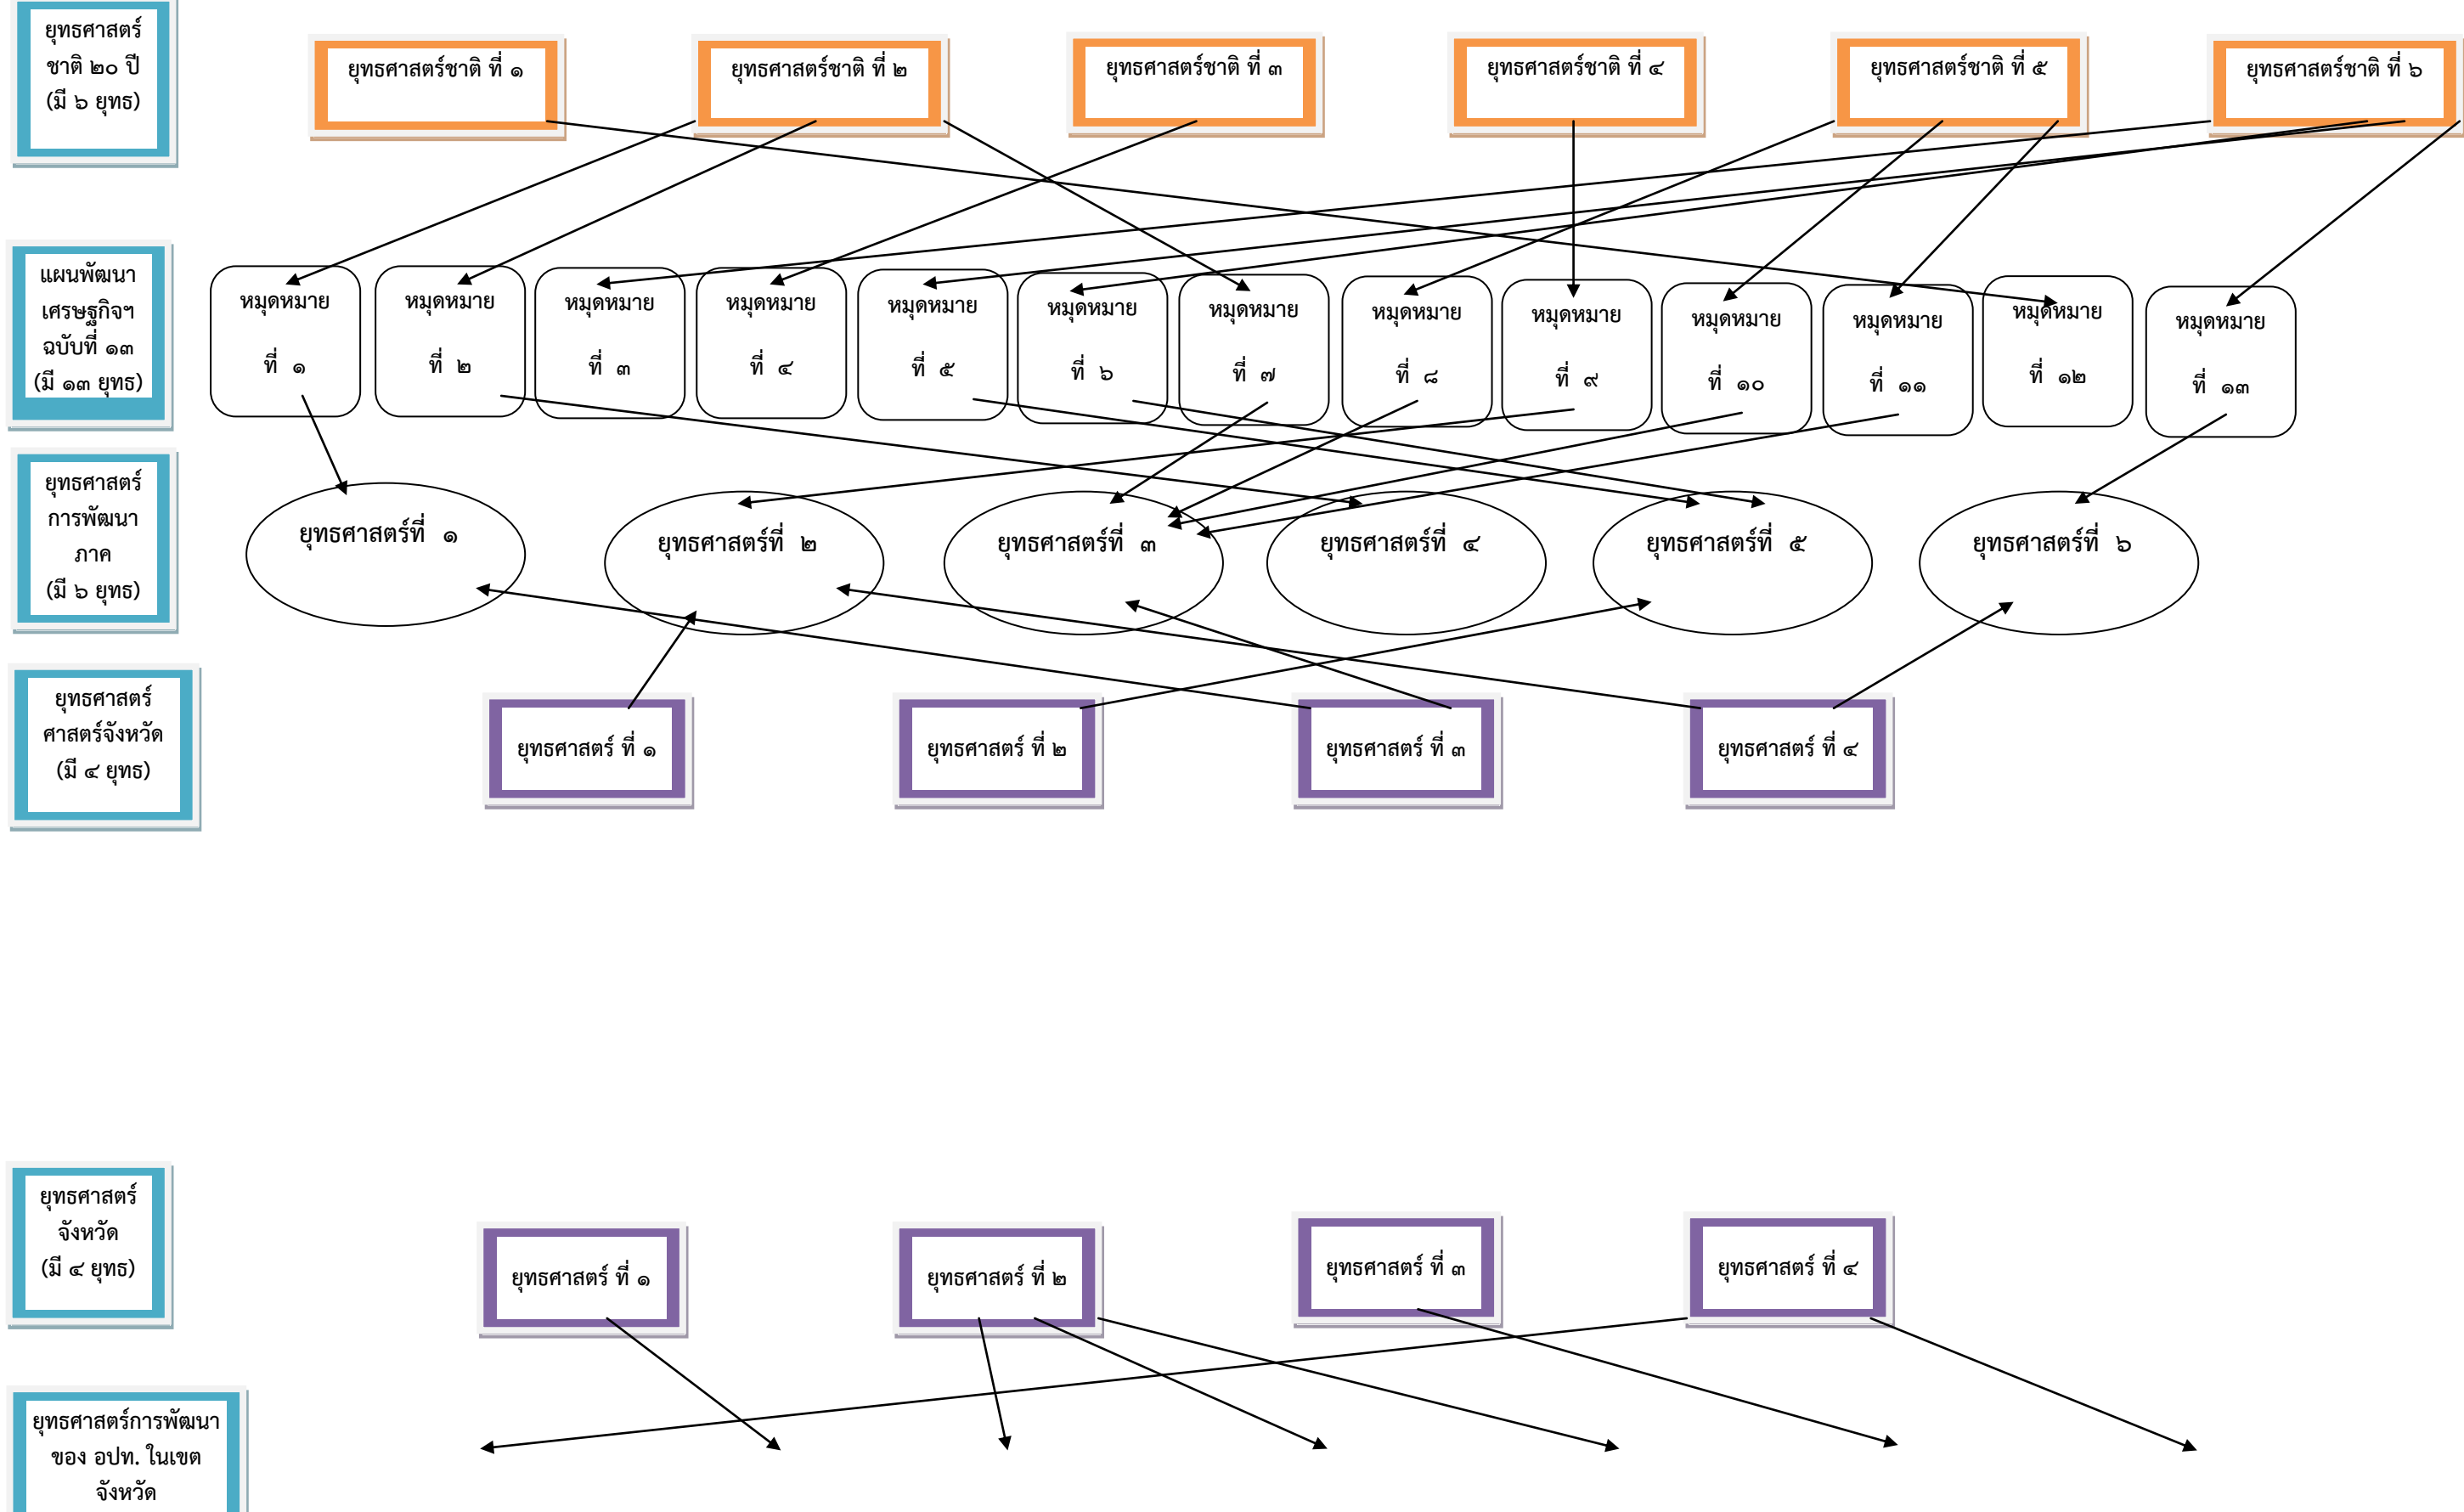 ยุทธศาสตร์
ชาติ ๒๐ ปี
(มี ๖ ยุทธ)
ยุทธศาสตร์ชาติ ที่ ๑
ยุทธศาสตร์ชาติ ที่ ๒
ยุทธศาสตร์ชาติ ที่ ๓
ยุทธศาสตร์ชาติ ที่ ๔
ยุทธศาสตร์ชาติ ที่ ๕
ยุทธศาสตร์ชาติ ที่ ๖
แผนพัฒนา
เศรษฐกิจฯ
ฉบับที่ ๑๓
(มี ๑๓ ยุทธ)
หมุดหมาย
ที่ ๑
หมุดหมาย
ที่ ๒
หมุดหมาย
ที่ ๓
หมุดหมาย
ที่ ๔
หมุดหมาย
ที่ ๕
หมุดหมาย
ที่ ๖
หมุดหมาย
ที่ ๗
หมุดหมาย
ที่ ๘
หมุดหมาย
ที่ ๙
หมุดหมาย
ที่ ๑๐
หมุดหมาย
ที่ ๑๑
หมุดหมาย
ที่ ๑๒
หมุดหมาย
ที่ ๑๓
ยุทธศาสตร์
การพัฒนา
ภาค
(มี ๖ ยุทธ)
ยุทธศาสตร์ที่ ๑
ยุทธศาสตร์ที่ ๒
ยุทธศาสตร์ที่ ๓
ยุทธศาสตร์ที่ ๔
ยุทธศาสตร์ที่ ๕
ยุทธศาสตร์ที่ ๖
ยุทธศาสตร์
ศาสตร์จังหวัด
(มี ๔ ยุทธ)
ยุทธศาสตร์ ที่ ๑
ยุทธศาสตร์ ที่ ๒
ยุทธศาสตร์ ที่ ๓
ยุทธศาสตร์ ที่ ๔
ยุทธศาสตร์
จังหวัด
(มี ๔ ยุทธ)
ยุทธศาสตร์ ที่ ๑
ยุทธศาสตร์ ที่ ๒
ยุทธศาสตร์ ที่ ๓
ยุทธศาสตร์ ที่ ๔
ยุทธศาสตร์การพัฒนา
ของ อปท. ในเขต
จังหวัด